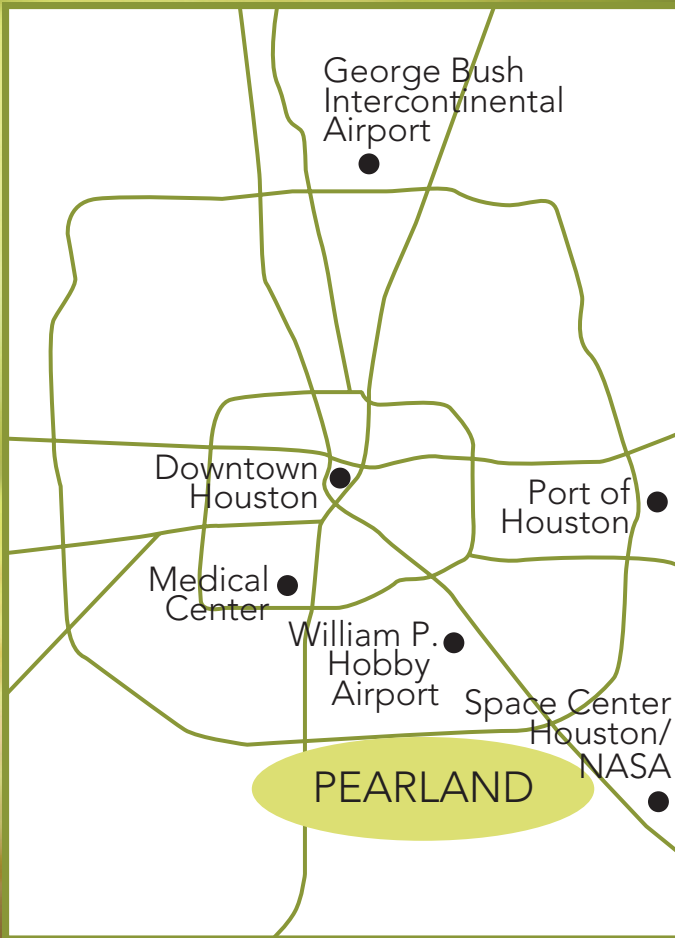 George Bush
Intercontinental
Airport
Downtown
Houston
Port of
Houston
Medical
Center
William P.
Hobby
Airport
Space Center
Houston/
NASA
PEARLAND